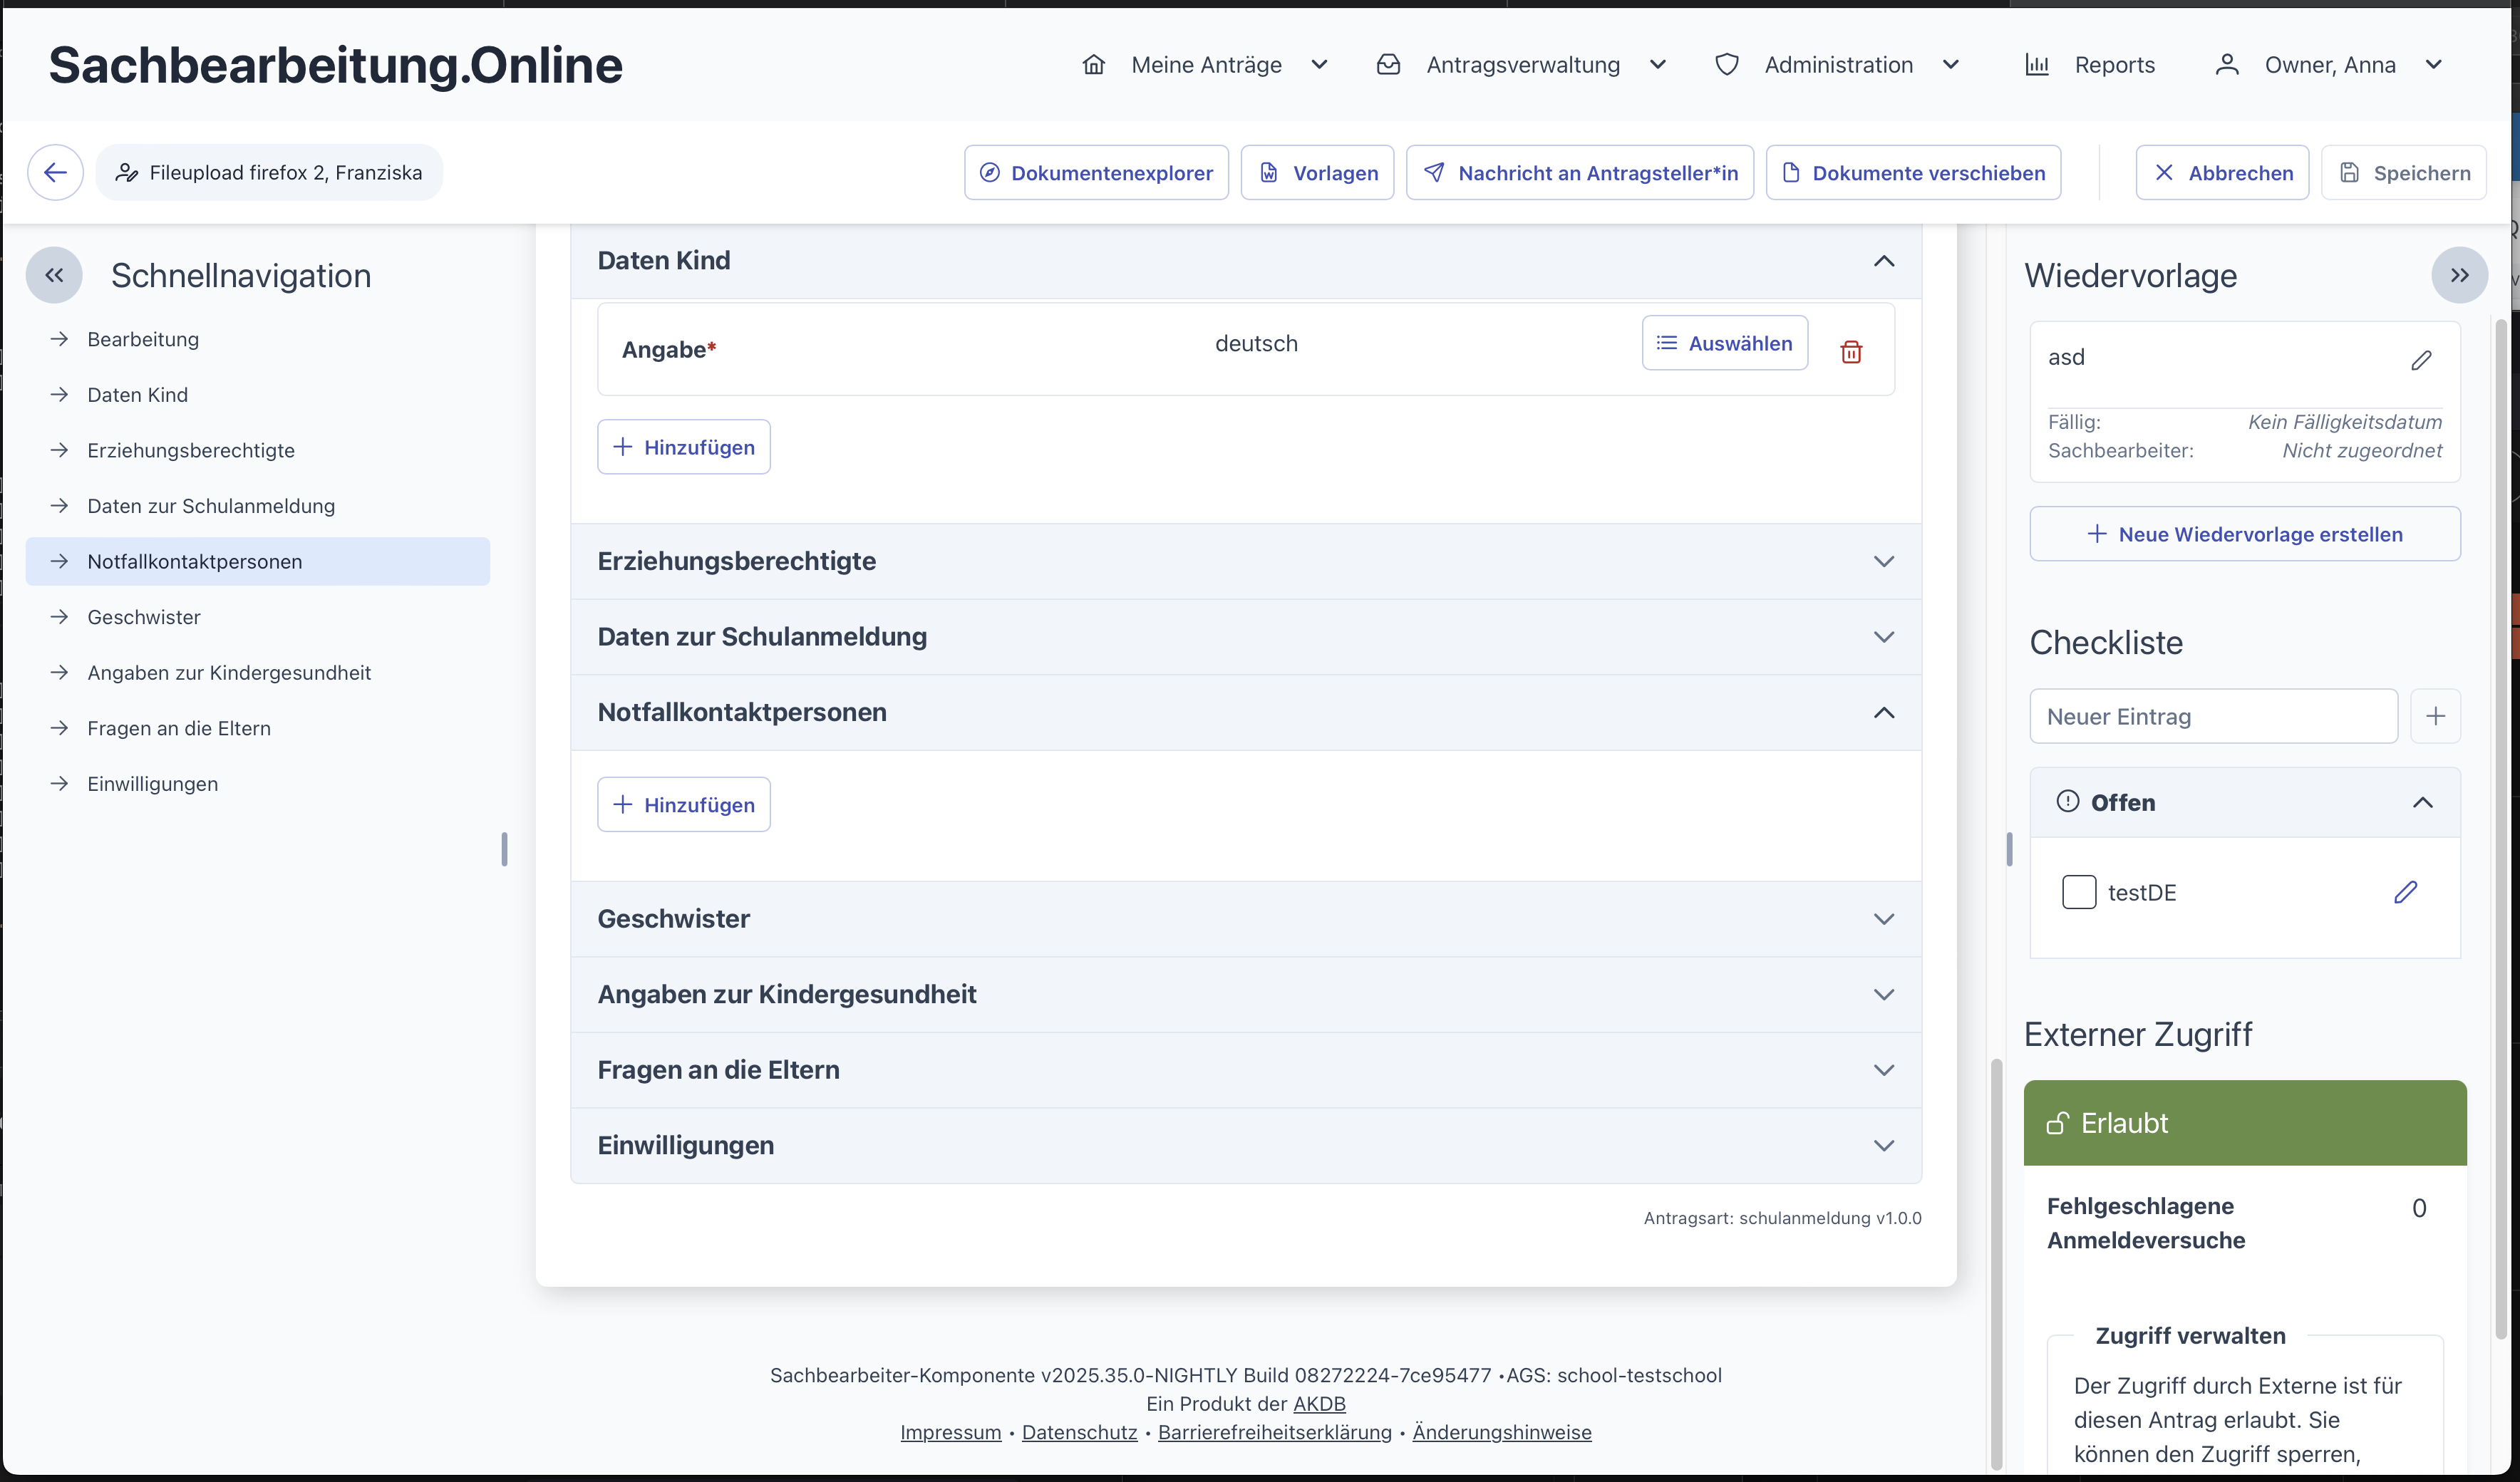 Sachbearbeitung.Online
Meine Anträge
Antragsverwaltung
Administration
Reports
Owner, Anna
Fileupload firefox 2, Franziska
Dokumentenexplorer
Vorlagen
Nachricht an Antragsteller*in
Dokumente verschieben
Abbrechen
Speichern
Schnellnavigation
Bearbeitung
Daten Kind
Erziehungsberechtigte
Daten zur Schulanmeldung
Notfallkontaktpersonen
Geschwister
Angaben zur Kindergesundheit
Fragen an die Eltern
Einwilligungen
Daten Kind
Angabe*
deutsch
Auswählen
Hinzufügen
Erziehungsberechtigte
Daten zur Schulanmeldung
Notfallkontaktpersonen
Hinzufügen
Geschwister
Angaben zur Kindergesundheit
Fragen an die Eltern
Einwilligungen
Antragsart: schulanmeldung v1.0.0
Sachbearbeiter-Komponente v2025.35.0-NIGHTLY Build 08272224-7ce95477 •AGS: school-testschool
Ein Produkt der AKDB
Impressum • Datenschutz • Barrierefreiheitserklärung • Änderungshinweise
Wiedervorlage
asd
Fällig: Kein Fälligkeitsdatum
Sachbearbeiter: Nicht zugeordnet
Neue Wiedervorlage erstellen
Checkliste
Neuer Eintrag
Offen
testDE
Externer Zugriff
Erlaubt
Fehlgeschlagene 0
Anmeldeversuche
Zugriff verwalten
Der Zugriff durch Externe ist für
diesen Antrag erlaubt. Sie
können den Zugriff sperren,